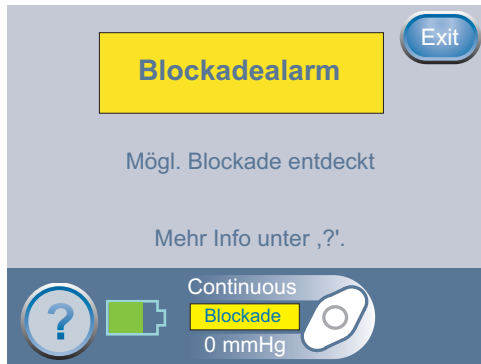 Exit
Blockadealarm
Mögl. Blockade entdeckt
Mehr Info unter ‚?'.
?
Continuous
Blockade
0 mmHg